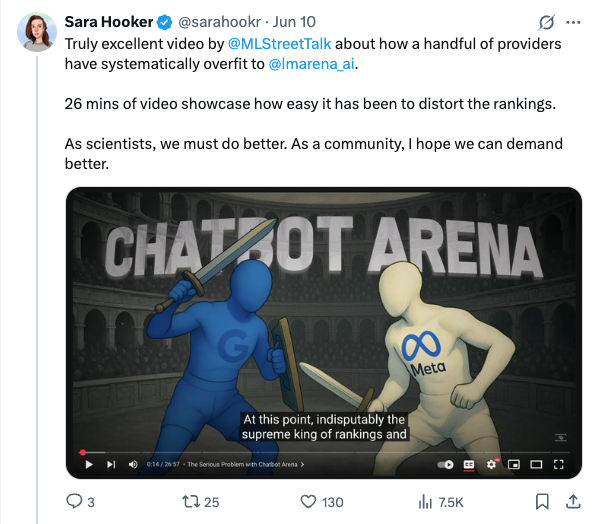 Sara Hooker @sarahookr · Jun 10
Truly excellent video by @MLStreetTalk about how a handful of providers
have systematically overfit to @lmarena_ai.
26 mins of video showcase how easy it has been to distort the rankings.
As scientists, we must do better. As a community, I hope we can demand
better.
CHATBOT ARENA
G
Meta
At this point, indisputably the
supreme king of rankings and
0:14 / 26:57 • The Serious Problem with Chatbot Arena >
3 25 130 7.5K